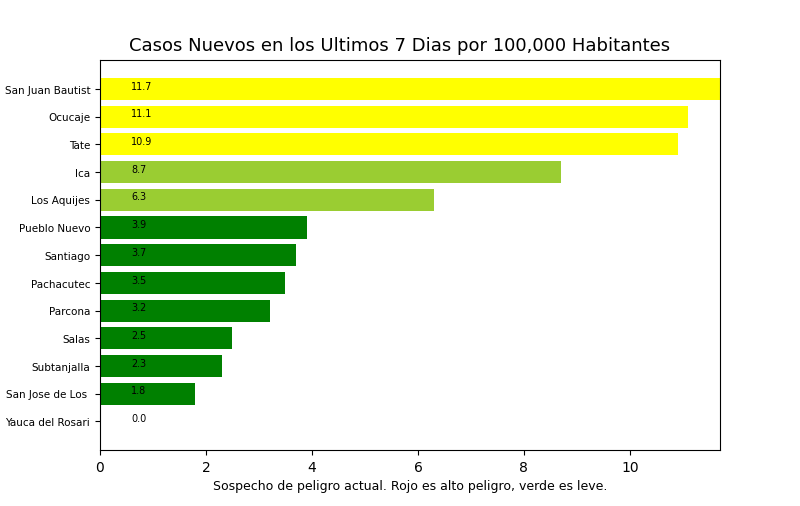 Casos Nuevos en los Ultimos 7 Dias por 100,000 Habitantes
San Juan Bautist 11.7
Ocucaje 11.1
Tate 10.9
Ica 8.7
Los Aquijes 6.3
Pueblo Nuevo 3.9
Santiago 3.7
Pachacutec 3.5
Parcona 3.2
Salas 2.5
Subtanjalla 2.3
San Jose de Los 1.8
Yauca del Rosari 0.0
0 2 4 6 8 10
Sospecho de peligro actual. Rojo es alto peligro, verde es leve.